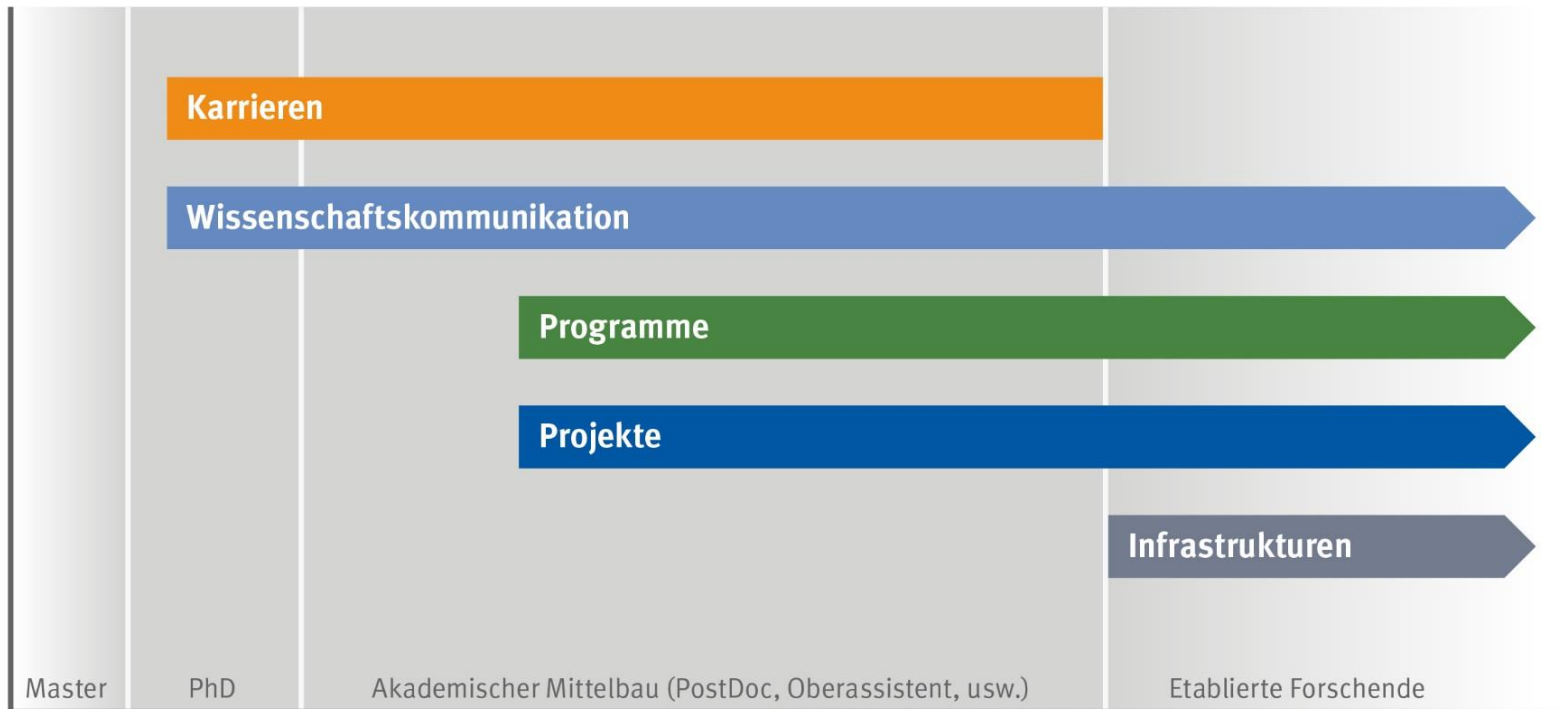 Karrieren
Wissenschaftskommunikation
Programme
Projekte
Infrastrukturen
Master
PhD
Akademischer Mittelbau (PostDoc, Oberassistent, usw.)
Etablierte Forschende